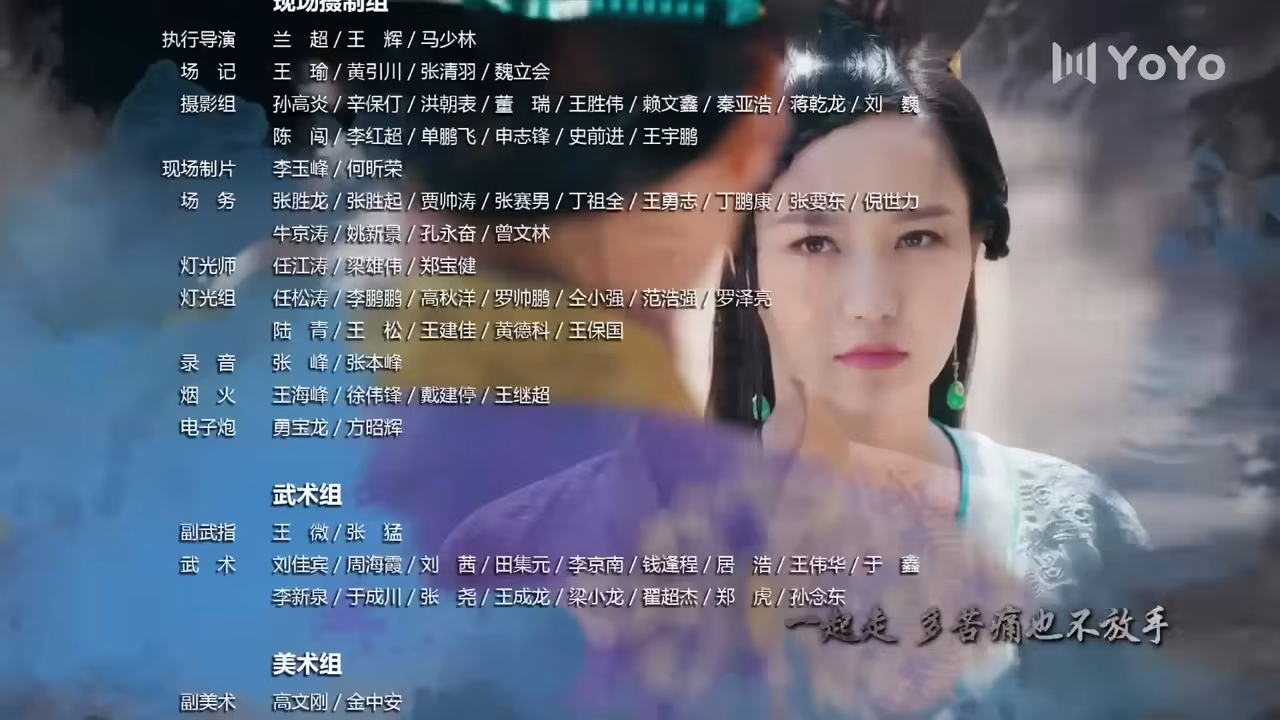 现场摄制组
YoYo
执行导演 兰 超 / 王 辉 / 马少林
场 记 王 瑜 / 黄引川 / 张清羽 / 魏立会
摄影组 孙高炎 / 辛保仃 / 洪朝表 / 董 瑞 / 王胜伟 / 赖文鑫 / 秦亚浩 / 蒋乾龙 / 刘 巍
陈 闯 / 李红超 / 单鹏飞 / 申志锋 / 史前进 / 王宇鹏
现场制片 李玉峰 / 何昕荣
场 务 张胜龙 / 张胜起 / 贾帅涛 / 张赛男 / 丁祖全 / 王勇志 / 丁鹏康 / 张要东 / 倪世力
牛京涛 / 姚新景 / 孔永奋 / 曾文林
灯光师 任江涛 / 梁雄伟 / 郑宝健
灯光组 任松涛 / 李鹏鹏 / 高秋洋 / 罗帅鹏 / 仝小强 / 范浩强 / 罗泽亮
陆 青 / 王 松 / 王建佳 / 黄德科 / 王保国
录 音 张 峰 / 张本峰
烟 火 王海峰 / 徐伟锋 / 戴建停 / 王继超
电子炮 勇宝龙 / 方昭辉
武术组
副武指 王 微 / 张 猛
武 术 刘佳宾 / 周海霞 / 刘 茜 / 田集元 / 李京南 / 钱逢程 / 居 浩 / 王伟华 / 于 鑫
李新泉 / 于成川 / 张 尧 / 王成龙 / 梁小龙 / 翟超杰 / 郑 虎 / 孙念东
一起走 多苦痛也不放手
美术组
副美术 高文刚 / 金中安